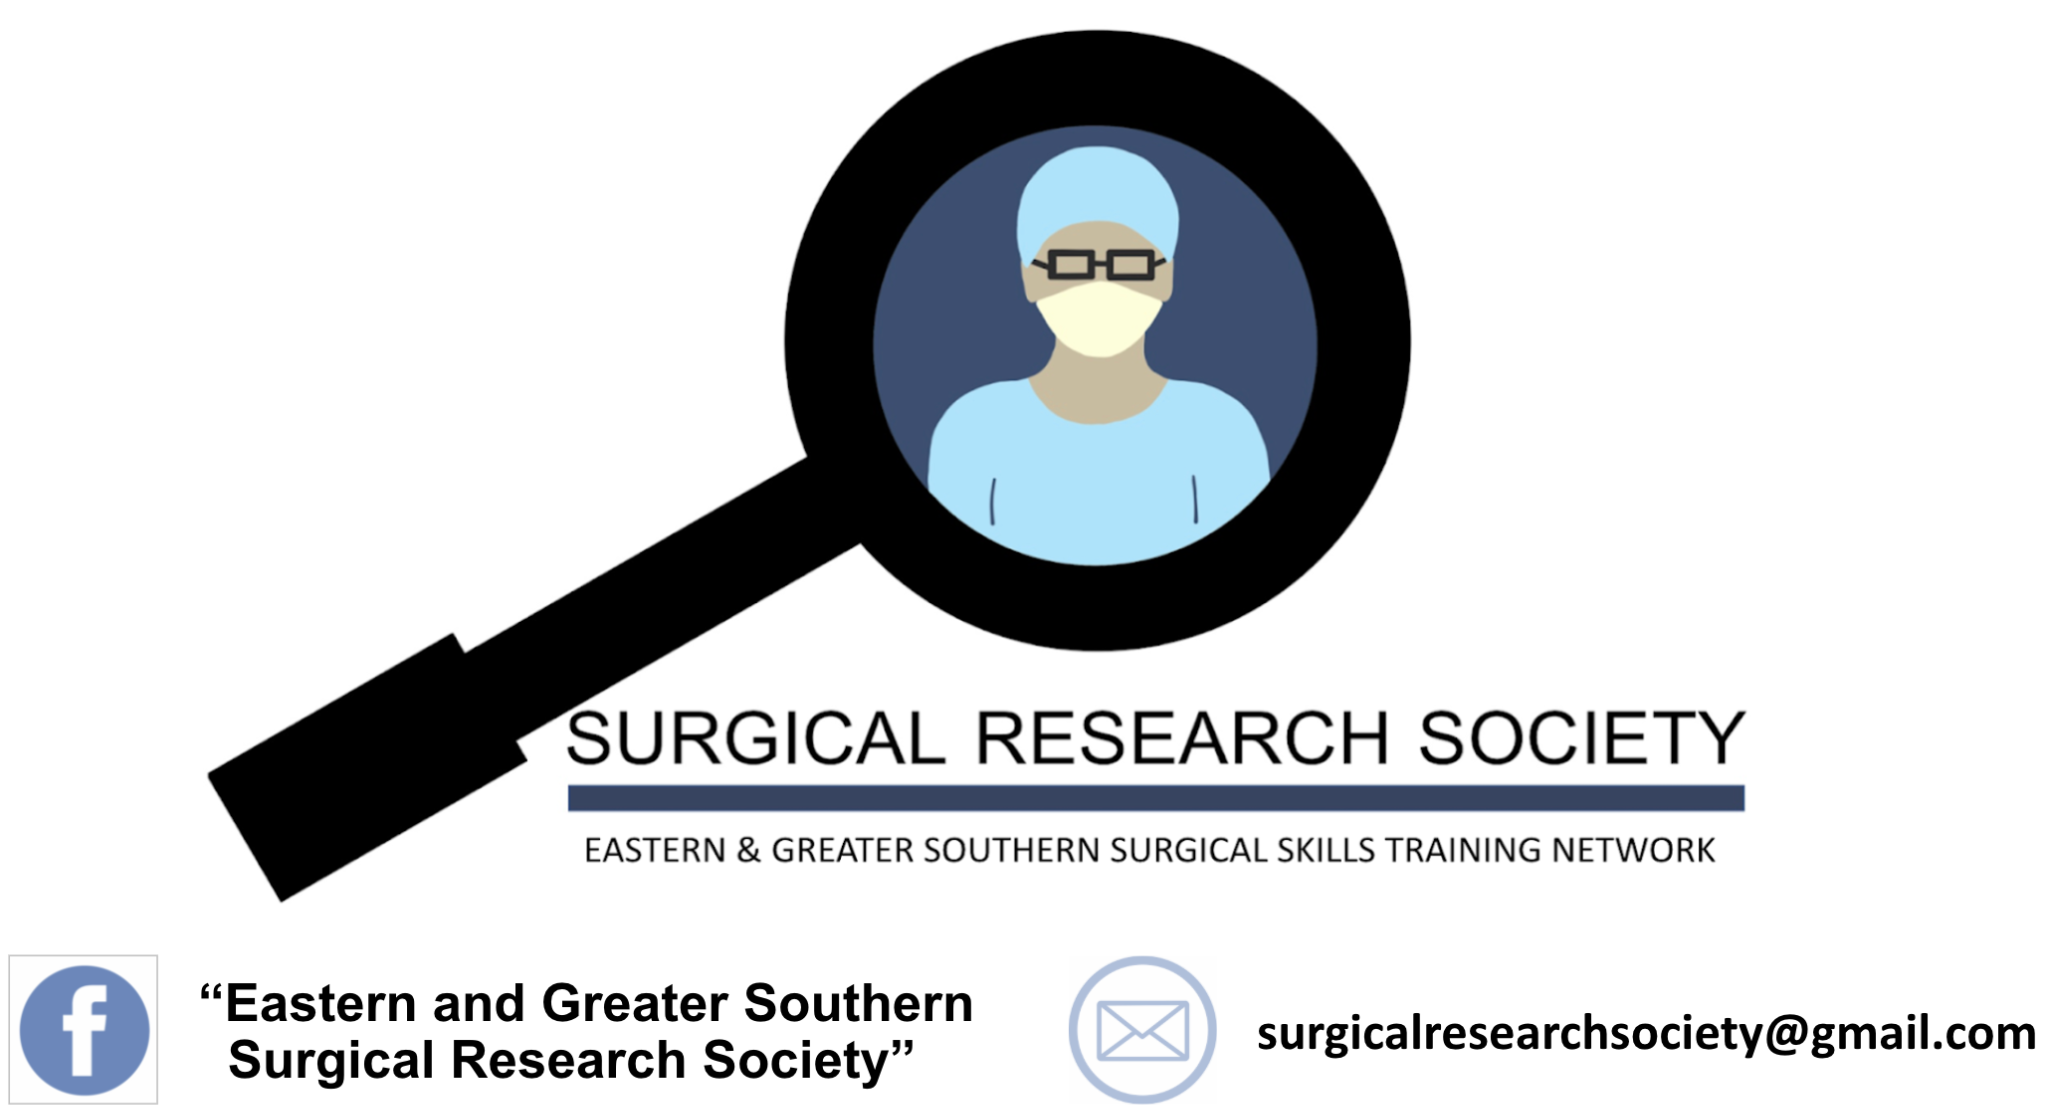 SURGICAL RESEARCH SOCIETY
EASTERN & GREATER SOUTHERN SURGICAL SKILLS TRAINING NETWORK
“Eastern and Greater Southern
Surgical Research Society”
surgicalresearchsociety@gmail.com